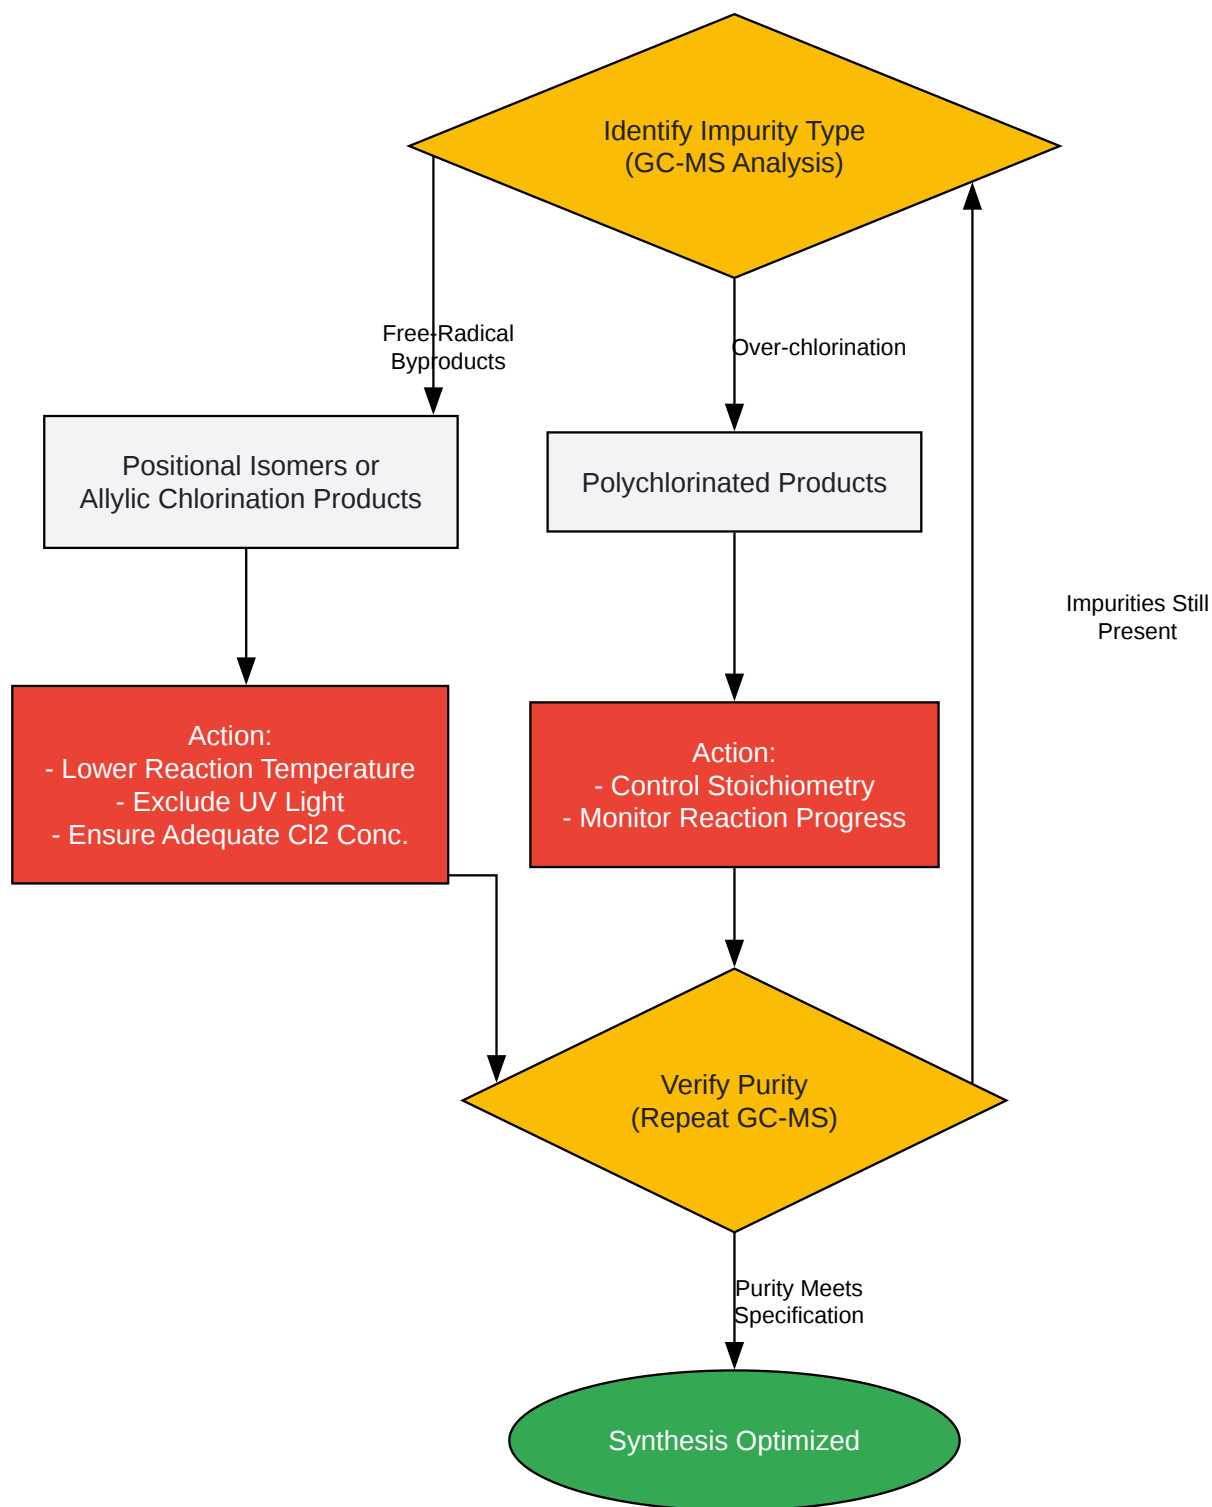 Identify Impurity Type
(GC-MS Analysis)
Free-Radical
Byproducts
Over-chlorination
Positional Isomers or
Allylic Chlorination Products
Polychlorinated Products
Impurities Still
Present
Action:
- Lower Reaction Temperature
- Exclude UV Light
- Ensure Adequate Cl2 Conc.
Action:
- Control Stoichiometry
- Monitor Reaction Progress
Verify Purity
(Repeat GC-MS)
Purity Meets
Specification
Synthesis Optimized